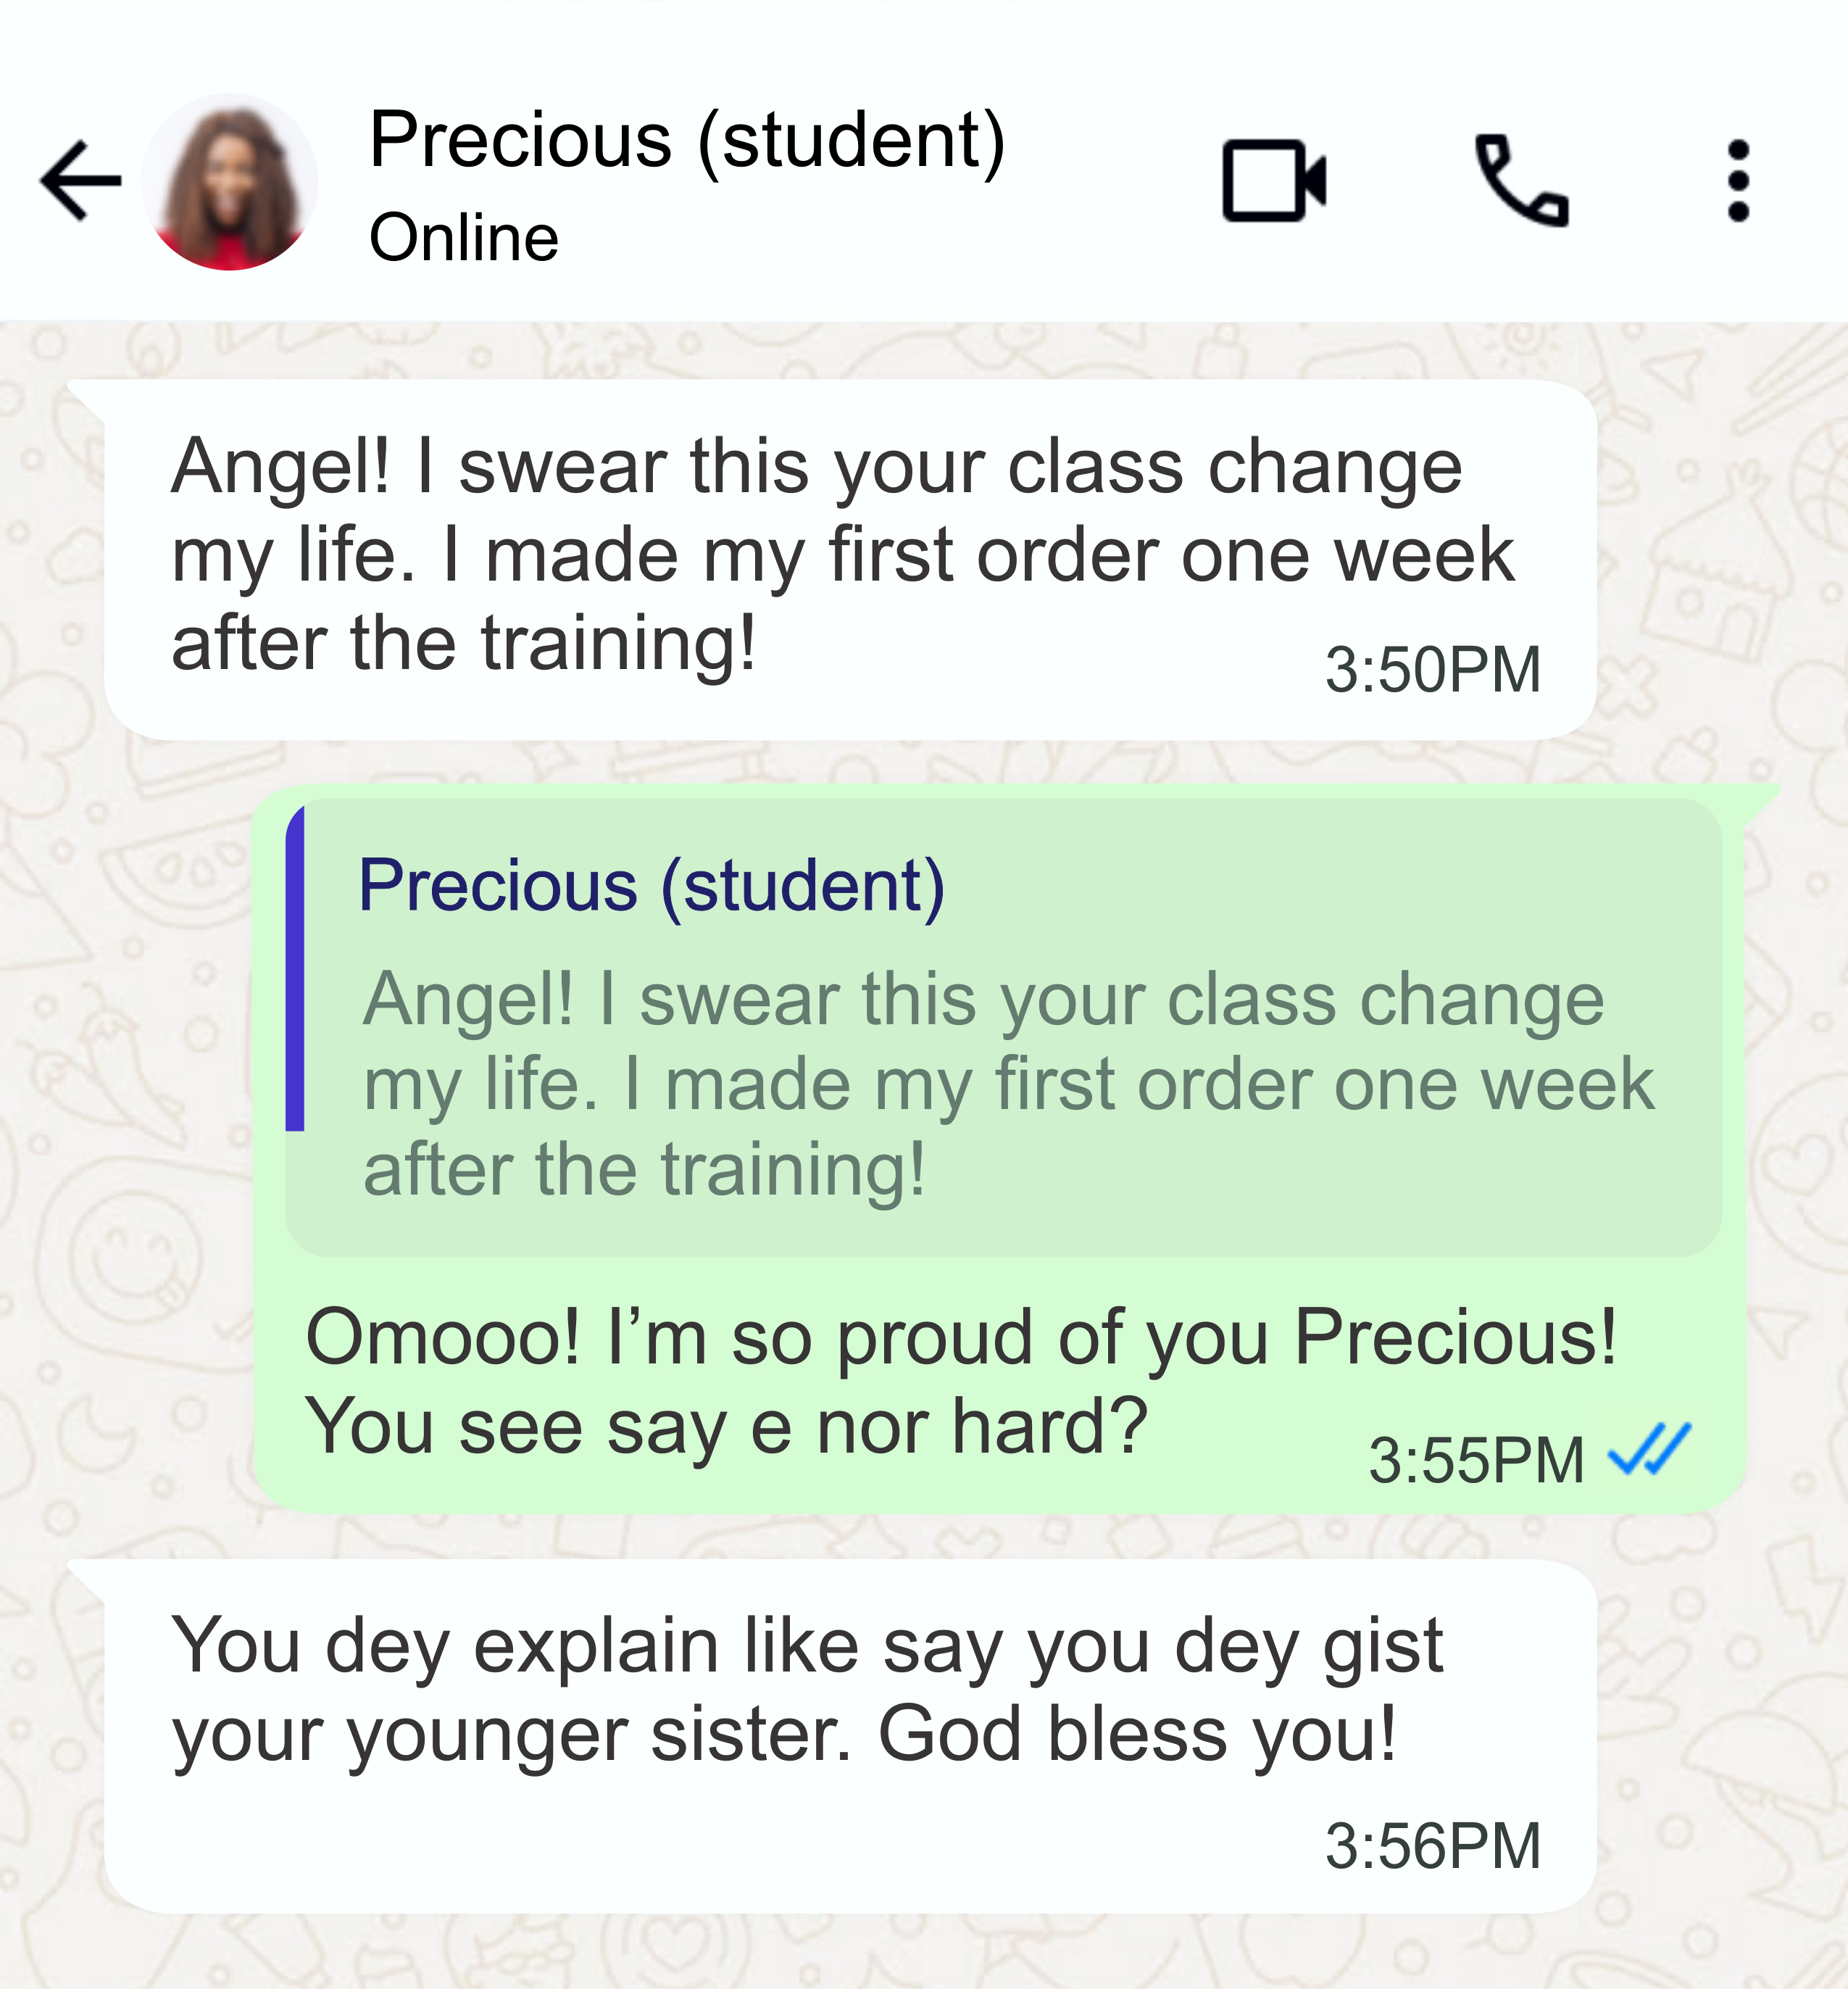 Precious (student)
Online
Angel! I swear this your class change
my life. I made my first order one week
after the training!
3:50PM
Precious (student)
Angel! I swear this your class change
my life. I made my first order one week
after the training!
Omooo! I’m so proud of you Precious!
You see say e nor hard?
3:55PM
You dey explain like say you dey gist
your younger sister. God bless you!
3:56PM